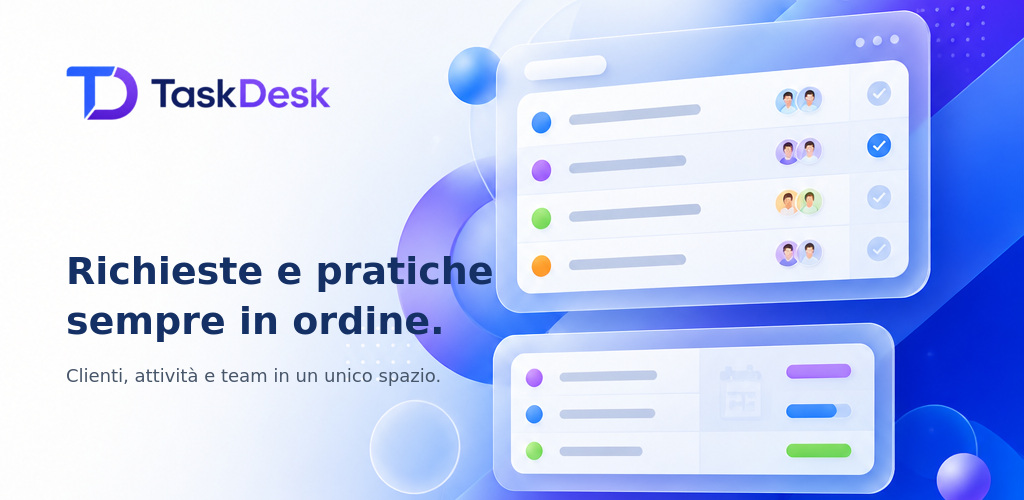 TaskDesk
Richieste e pratiche
sempre in ordine.
Clienti, attività e team in un unico spazio.